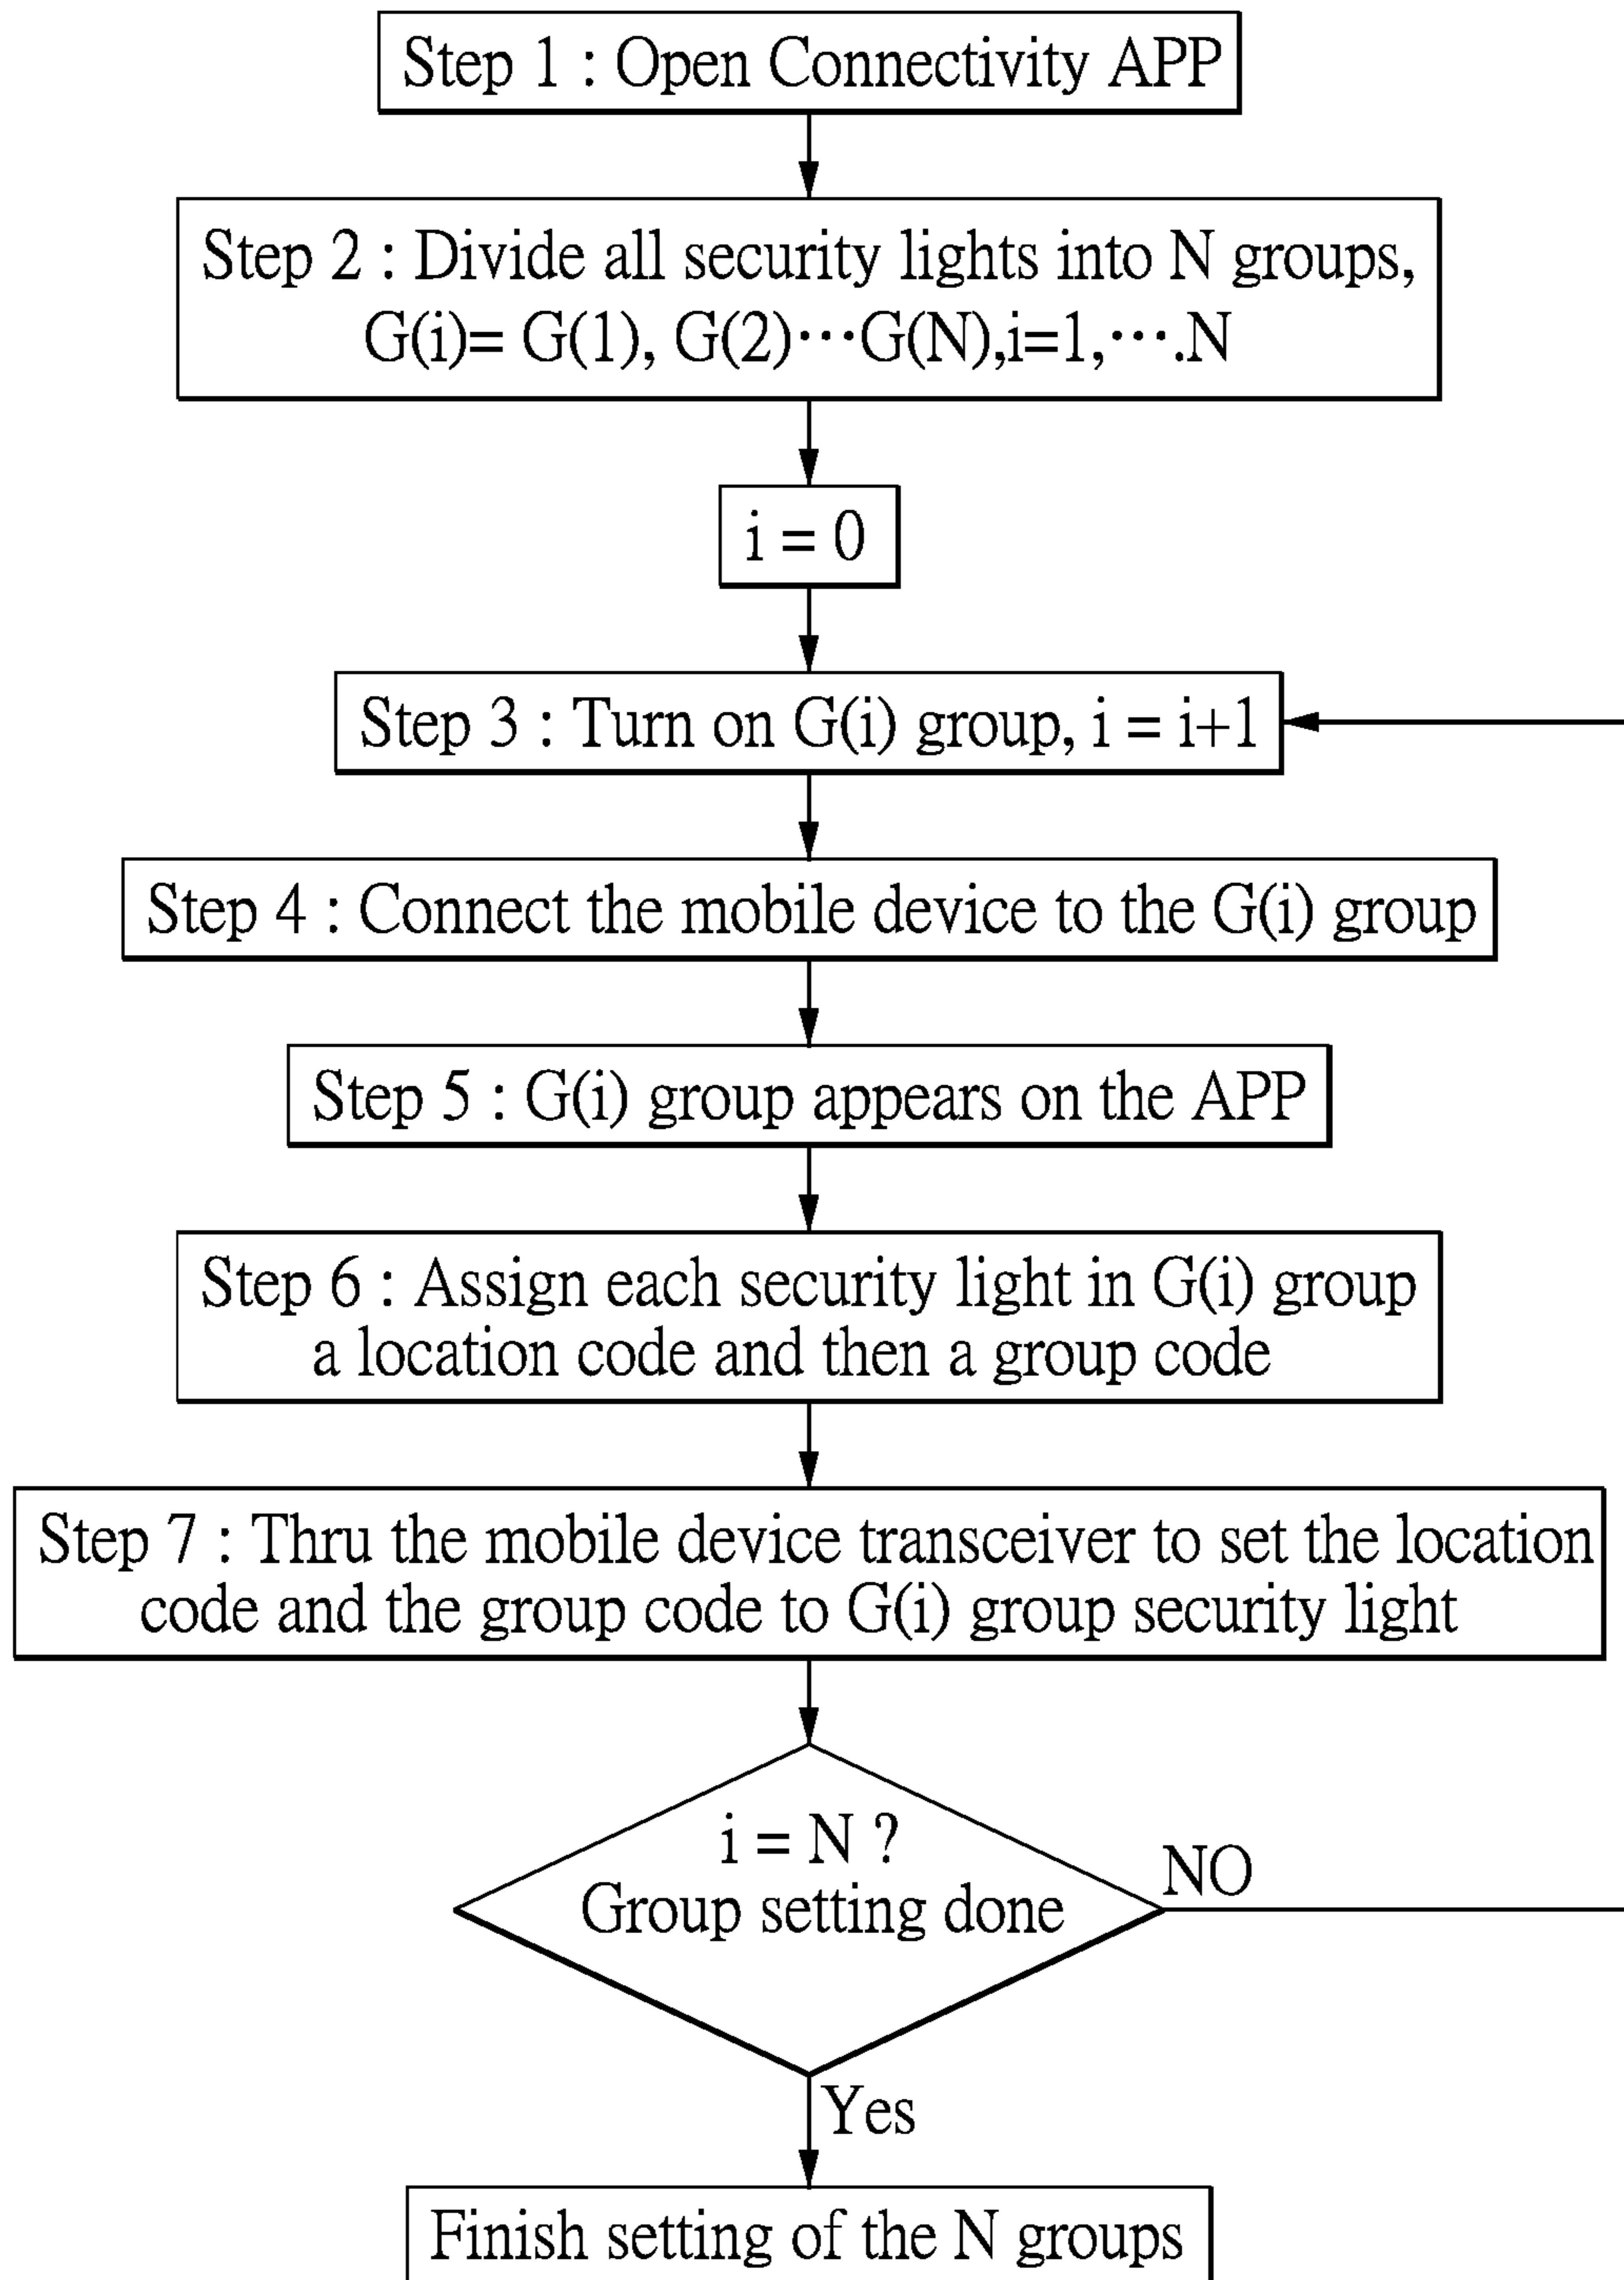 Step 1 : Open Connectivity APP
Step 2 : Divide all security lights into N groups,
G(i)= G(1), G(2)⋯G(N),i=1,⋯.N
i = 0
Step 3 : Turn on G(i) group, i = i+1
Step 4 : Connect the mobile device to the G(i) group
Step 5 : G(i) group appears on the APP
Step 6 : Assign each security light in G(i) group
a location code and then a group code
Step 7 : Thru the mobile device transceiver to set the location
code and the group code to G(i) group security light
i = N ?
Group setting done
NO
Yes
Finish setting of the N groups